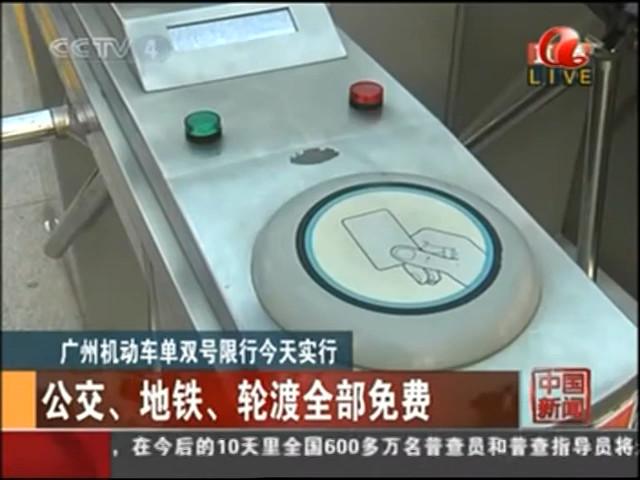 CCTV 4
LIVE
广州机动车单双号限行今天实行
公交、地铁、轮渡全部免费
中国
新闻
，在今后的10天里全国600多万名普查员和普查指导员将